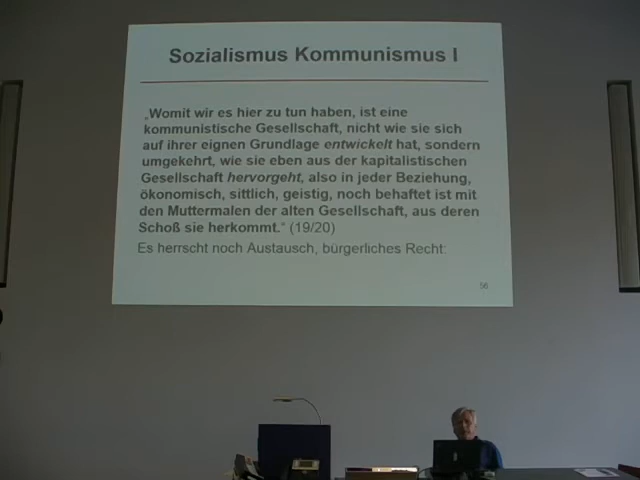 Sozialismus Kommunismus I
„Womit wir es hier zu tun haben, ist eine
kommunistische Gesellschaft, nicht wie sie sich
auf ihrer eignen Grundlage entwickelt hat, sondern
umgekehrt, wie sie eben aus der kapitalistischen
Gesellschaft hervorgeht, also in jeder Beziehung,
ökonomisch, sittlich, geistig, noch behaftet ist mit
den Muttermalen der alten Gesellschaft, aus deren
Schoß sie herkommt.“ (19/20)
Es herrscht noch Austausch, bürgerliches Recht:
56